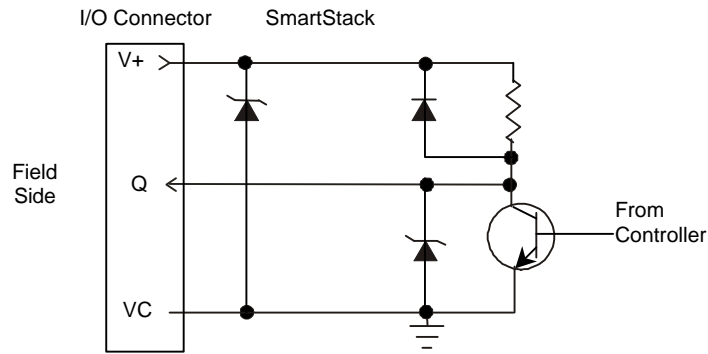 I/O Connector
SmartStack
V+
Field
Side
Q
From
Controller
VC